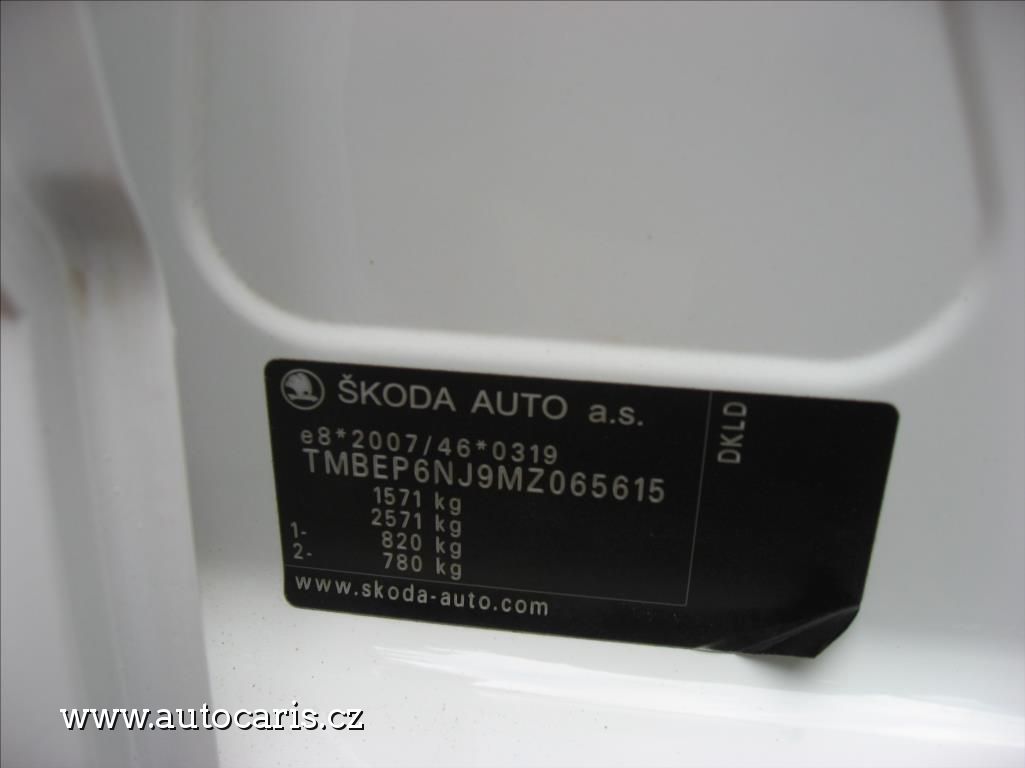 ŠKODA AUTO a.s.
DKLD
e8*2007/46*0319
TMBEP6NJ9MZ065615
1571 kg
2571 kg
1- 820 kg
2- 780 kg
www.skoda-auto.com
www.autocaris.cz